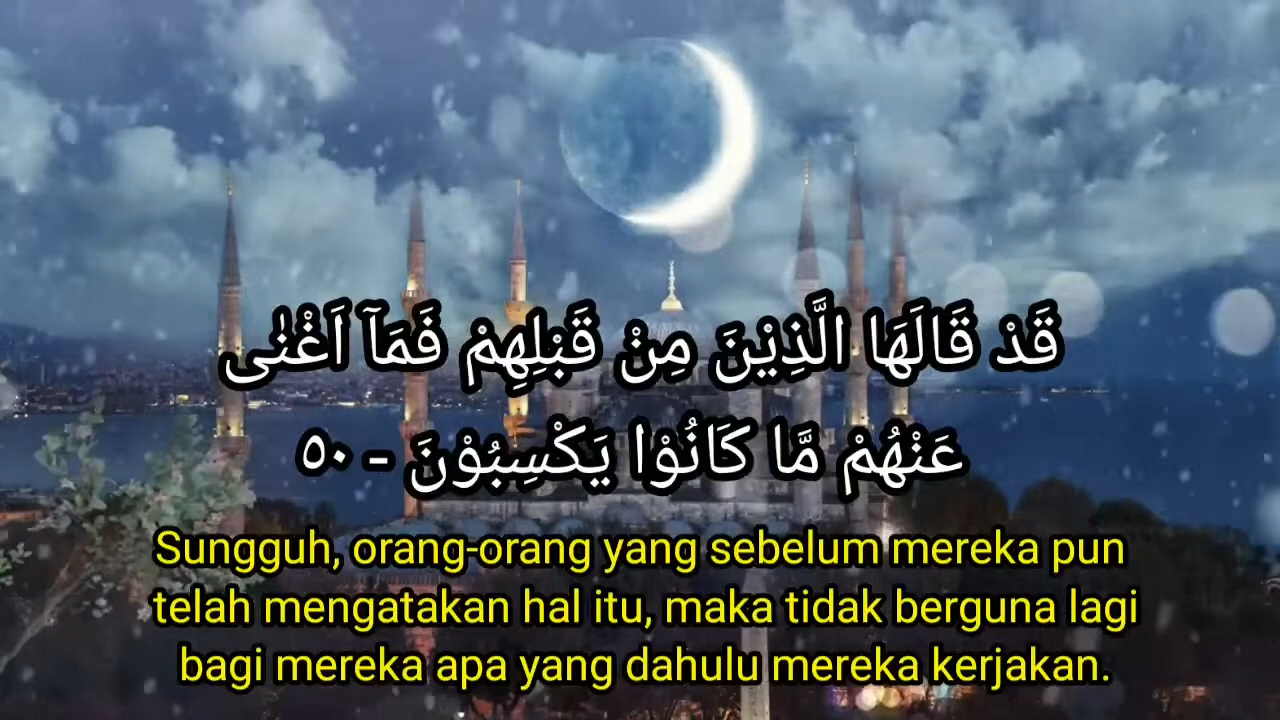 قَدْ قَالَهَا الَّذِيْنَ مِنْ قَبْلِهِمْ فَمَآ اَغْنٰى
عَنْهُمْ مَّا كَانُوْا يَكْسِبُوْنَ - ٥٠
Sungguh, orang-orang yang sebelum mereka pun
telah mengatakan hal itu, maka tidak berguna lagi
bagi mereka apa yang dahulu mereka kerjakan.